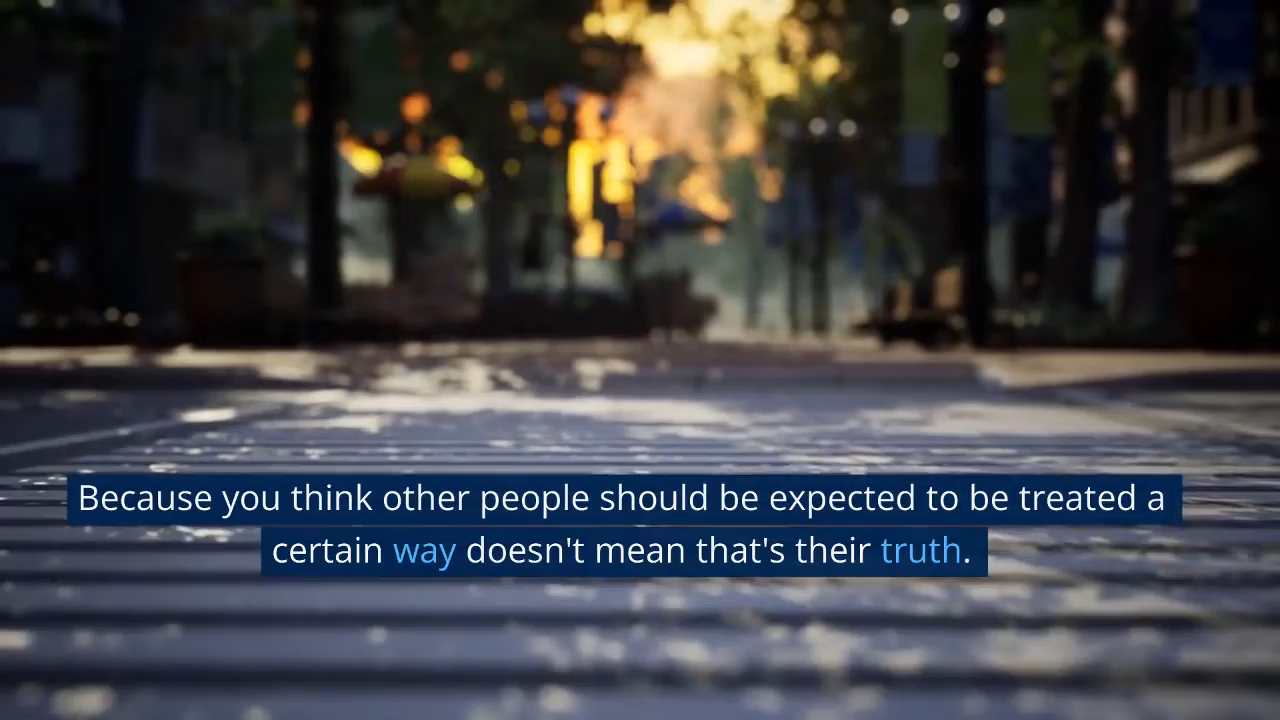 Because you think other people should be expected to be treated a
certain way doesn't mean that's their truth.